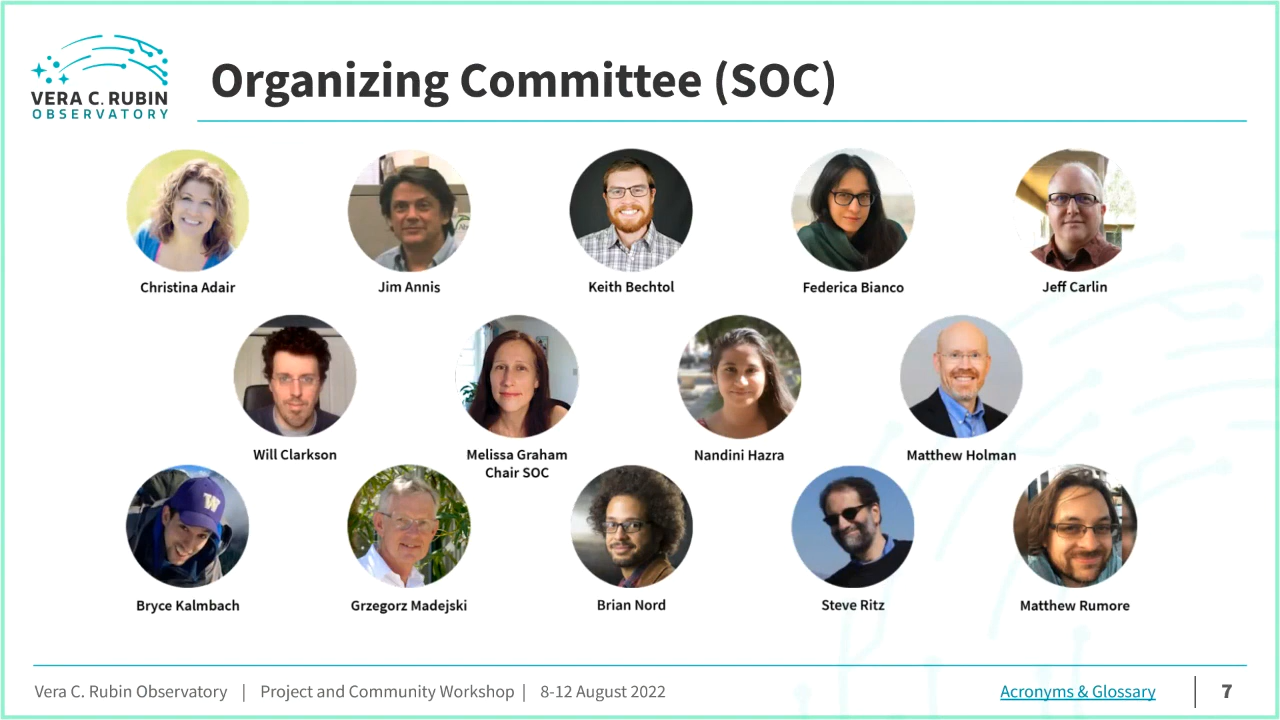 VERA C. RUBIN
OBSERVATORY
Organizing Committee (SOC)
Christina Adair
Jim Annis
Keith Bechtol
Federica Bianco
Jeff Carlin
Will Clarkson
Melissa Graham
Chair SOC
Nandini Hazra
Matthew Holman
W
Bryce Kalmbach
Grzegorz Madejski
Brian Nord
Steve Ritz
Matthew Rumore
Vera C. Rubin Observatory | Project and Community Workshop | 8-12 August 2022
Acronyms & Glossary | 7